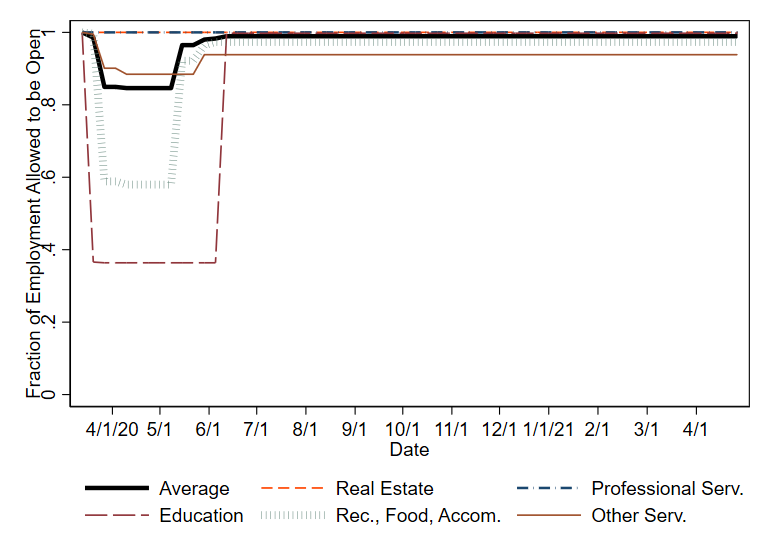 Fraction of Employment Allowed to be Open
1
.8
.6
.4
.2
0
4/1/20 5/1 6/1 7/1 8/1 9/1 10/1 11/1 12/1 1/1/21 2/1 3/1 4/1
Date
Average Real Estate Professional Serv.
Education Rec., Food, Accom. Other Serv.